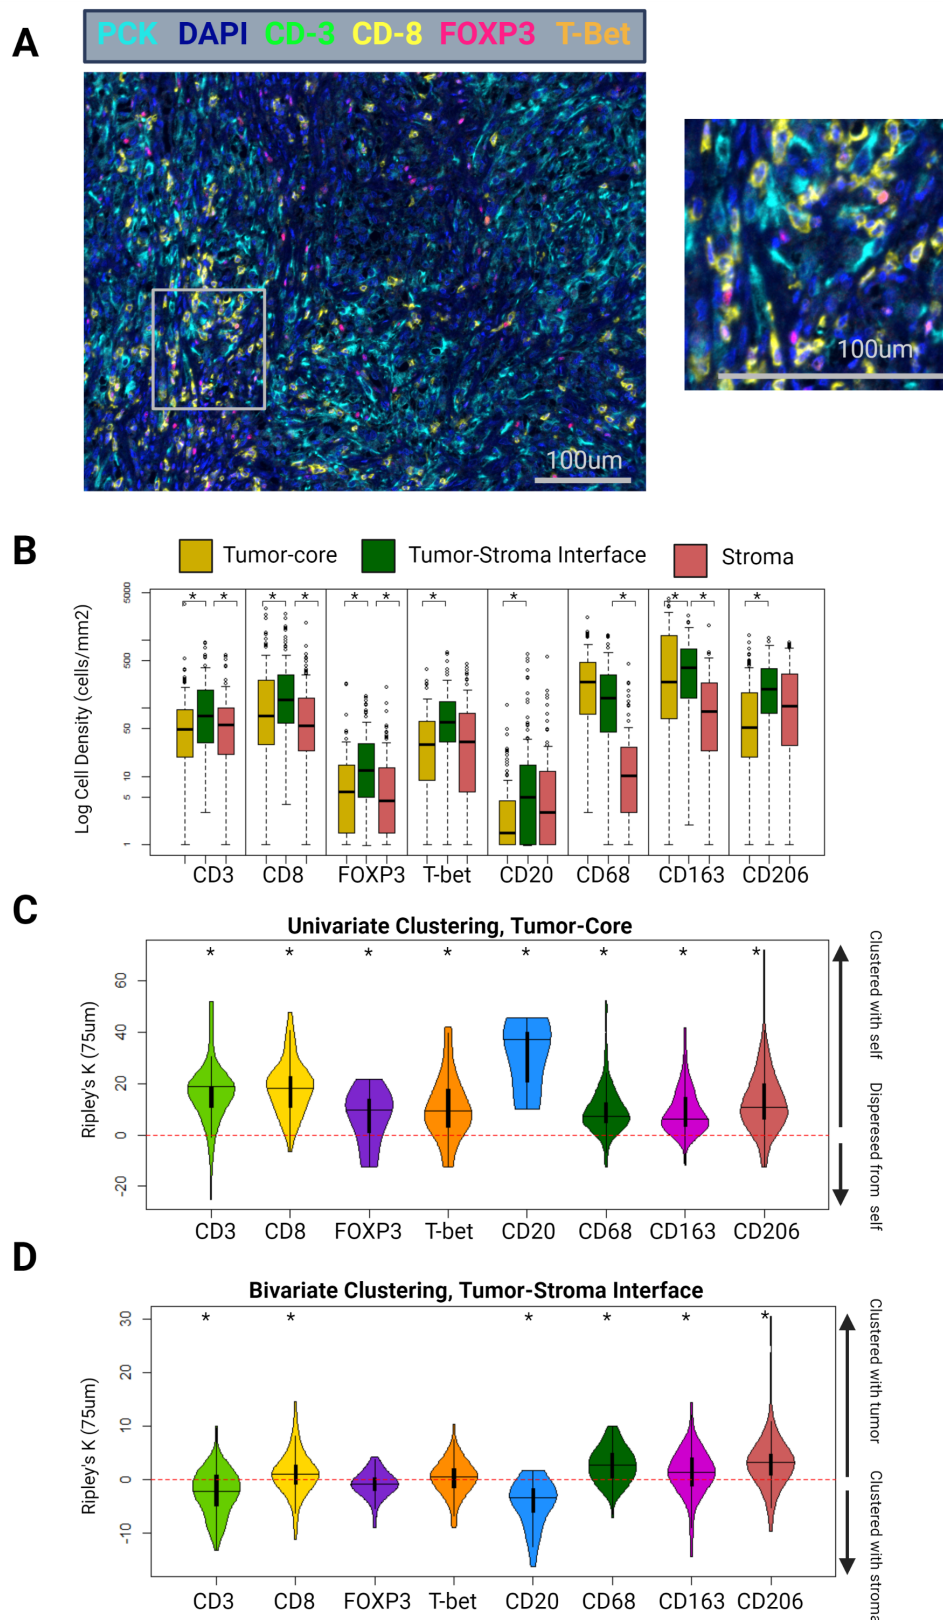 A
PCK DAPI CD-3 CD-8 FOXP3 T-Bet
100um
100um
B
Tumor-core Tumor-Stroma Interface Stroma
Log Cell Density (cells/mm2)
5000
500
50
10
5
1
* * * * * * * * * * * *
CD3 CD8 FOXP3 T-bet CD20 CD68 CD163 CD206
C
Univariate Clustering, Tumor-Core
Ripley's K (75um)
60
40
20
0
-20
* * * * * * * *
Clustered with self
Disperesed from self
CD3 CD8 FOXP3 T-bet CD20 CD68 CD163 CD206
D
Bivariate Clustering, Tumor-Stroma Interface
Ripley's K (75um)
30
20
10
0
-10
* * * * * *
Clustered with tumor
Clustered with stroma
CD3 CD8 FOXP3 T-bet CD20 CD68 CD163 CD206